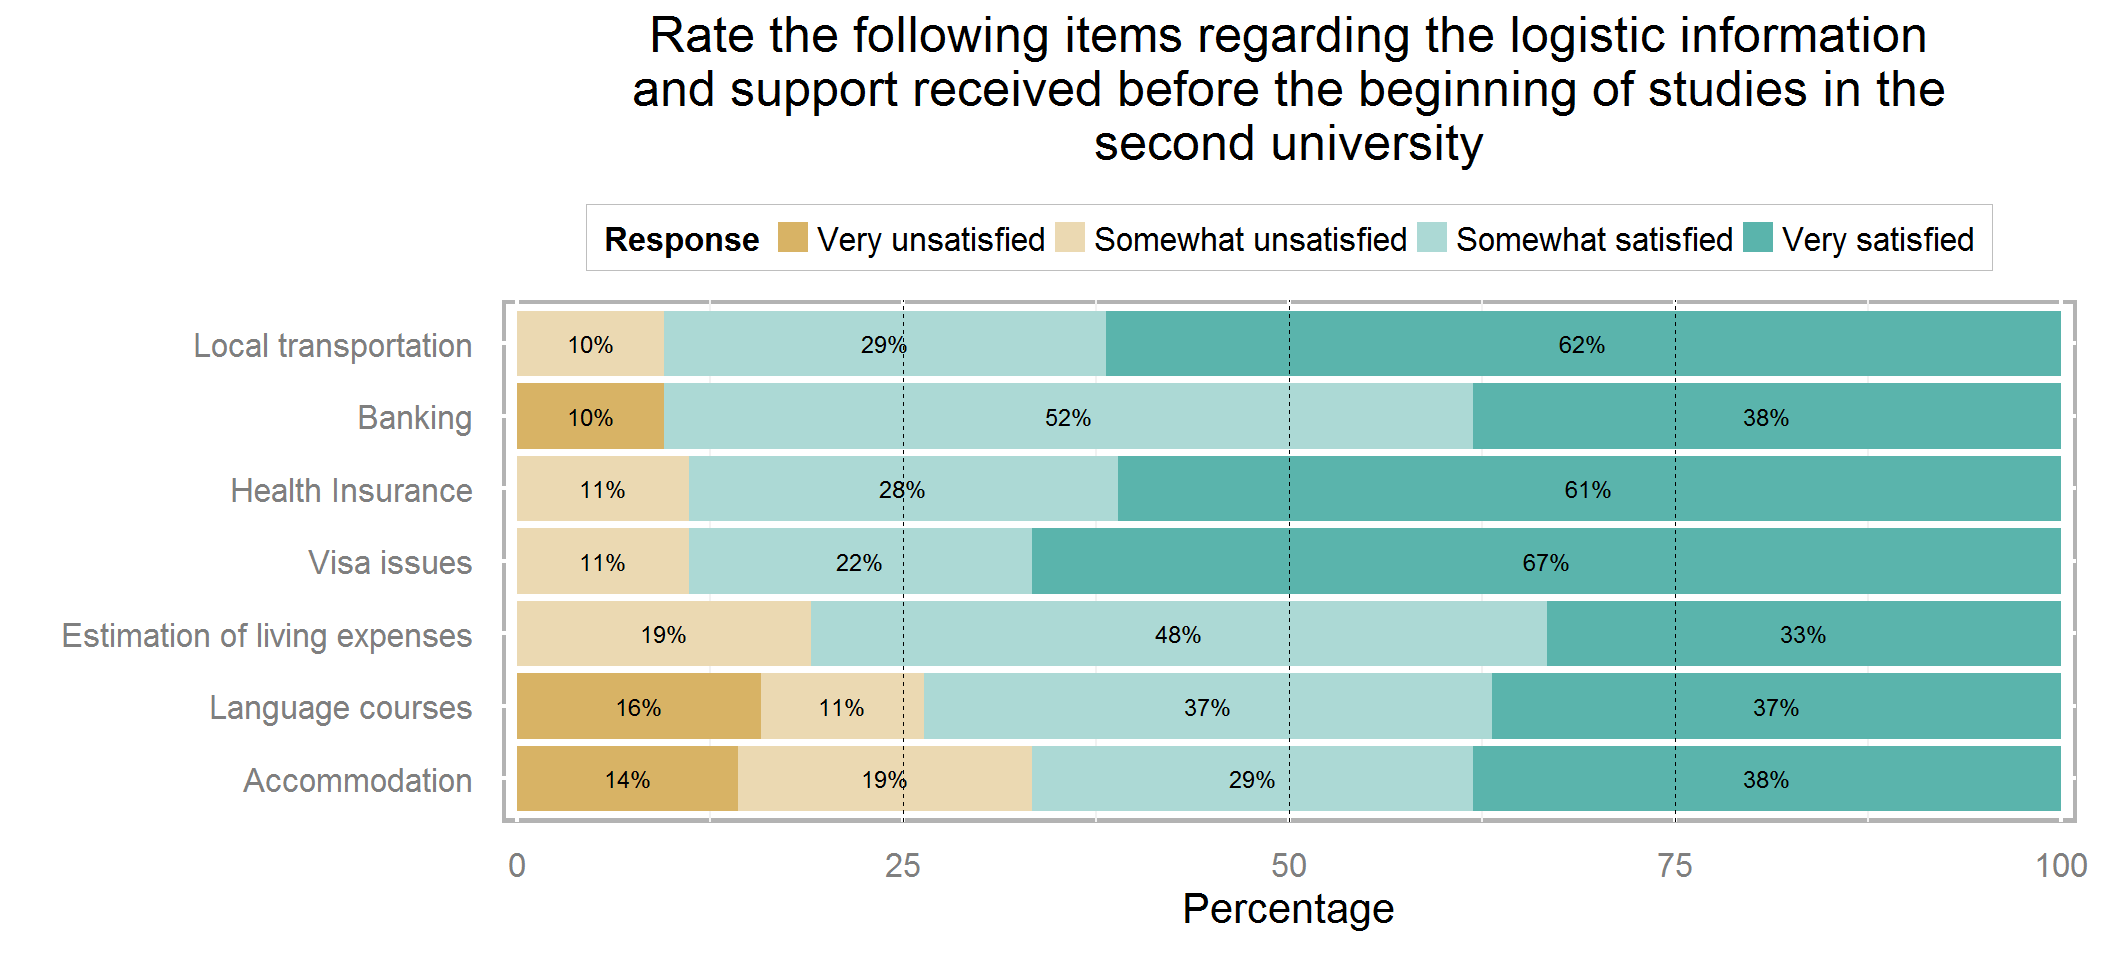 Rate the following items regarding the logistic information
and support received before the beginning of studies in the
second university
Response Very unsatisfied Somewhat unsatisfied Somewhat satisfied Very satisfied
Local transportation 10% 29% 62%
Banking 10% 52% 38%
Health Insurance 11% 28% 61%
Visa issues 11% 22% 67%
Estimation of living expenses 19% 48% 33%
Language courses 16% 11% 37% 37%
Accommodation 14% 19% 29% 38%
0 25 50 75 100
Percentage